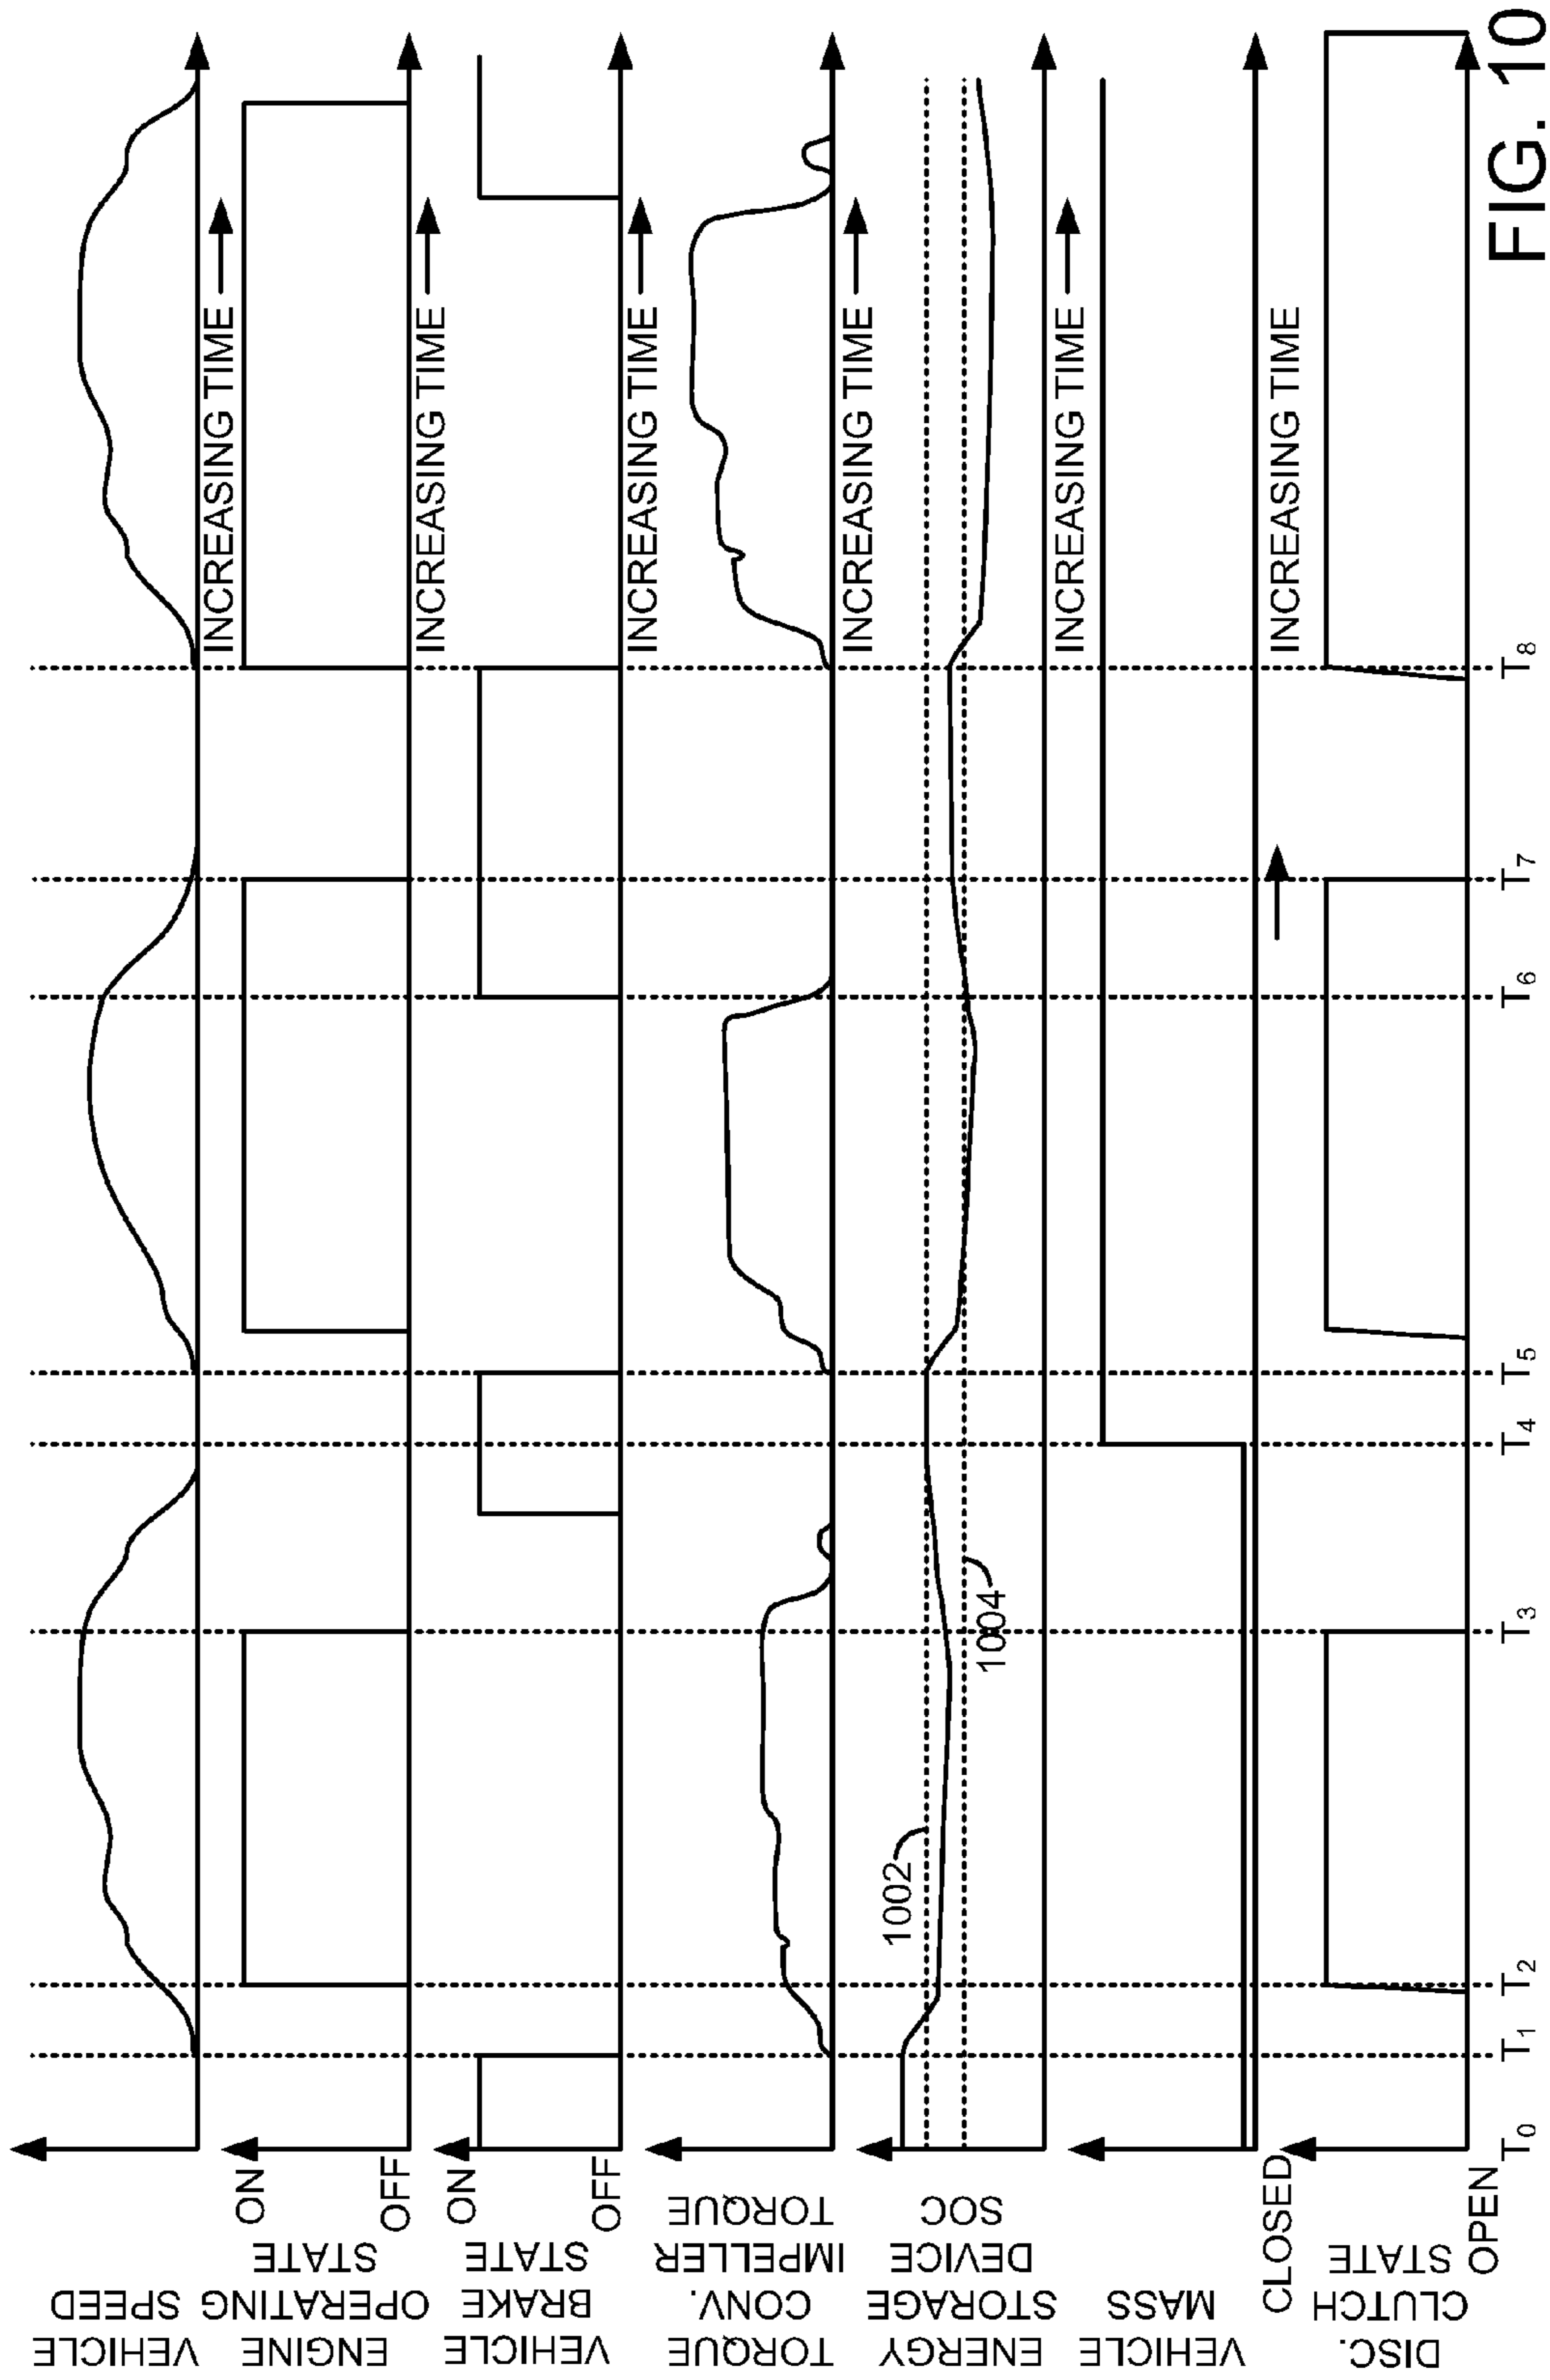 VEHICLE
SPEED
INCREASING TIME
ENGINE
OPERATING
STATE
ON
OFF
INCREASING TIME
VEHICLE
BRAKE
STATE
ON
OFF
INCREASING TIME
TORQUE
CONV.
IMPELLER
TORQUE
INCREASING TIME
ENERGY
STORAGE
DEVICE
SOC
1002
1004
INCREASING TIME
VEHICLE
MASS
INCREASING TIME
DISC.
CLUTCH
STATE
CLOSED
OPEN
T0
T1
T2
T3
T4
T5
T6
T7
T8
FIG. 10